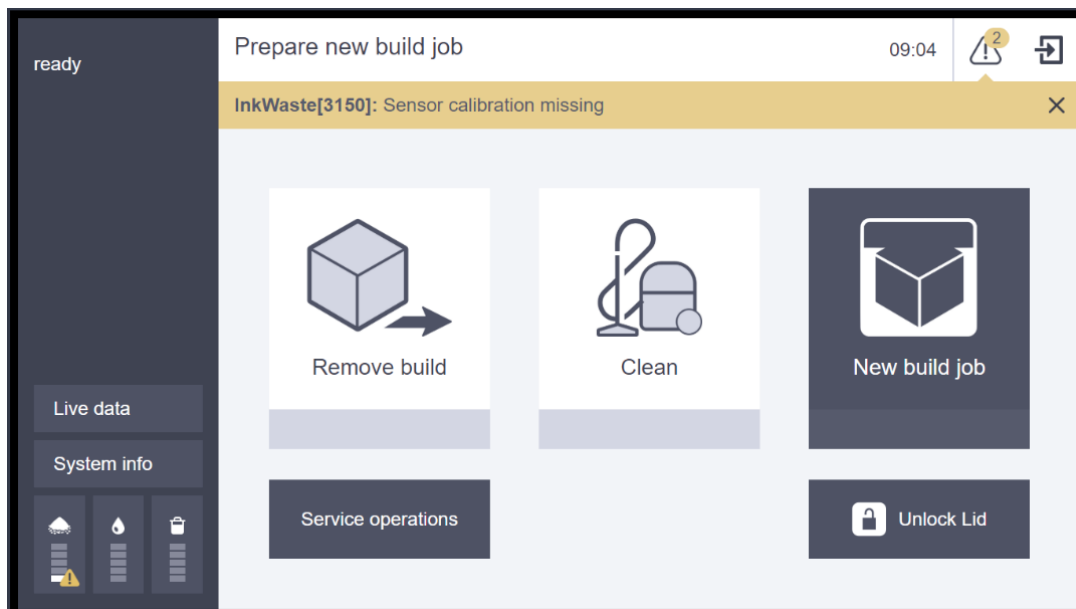 ready
Prepare new build job
09:04
2
InkWaste[3150]: Sensor calibration missing
Remove build
Clean
New build job
Live data
System info
Service operations
Unlock Lid